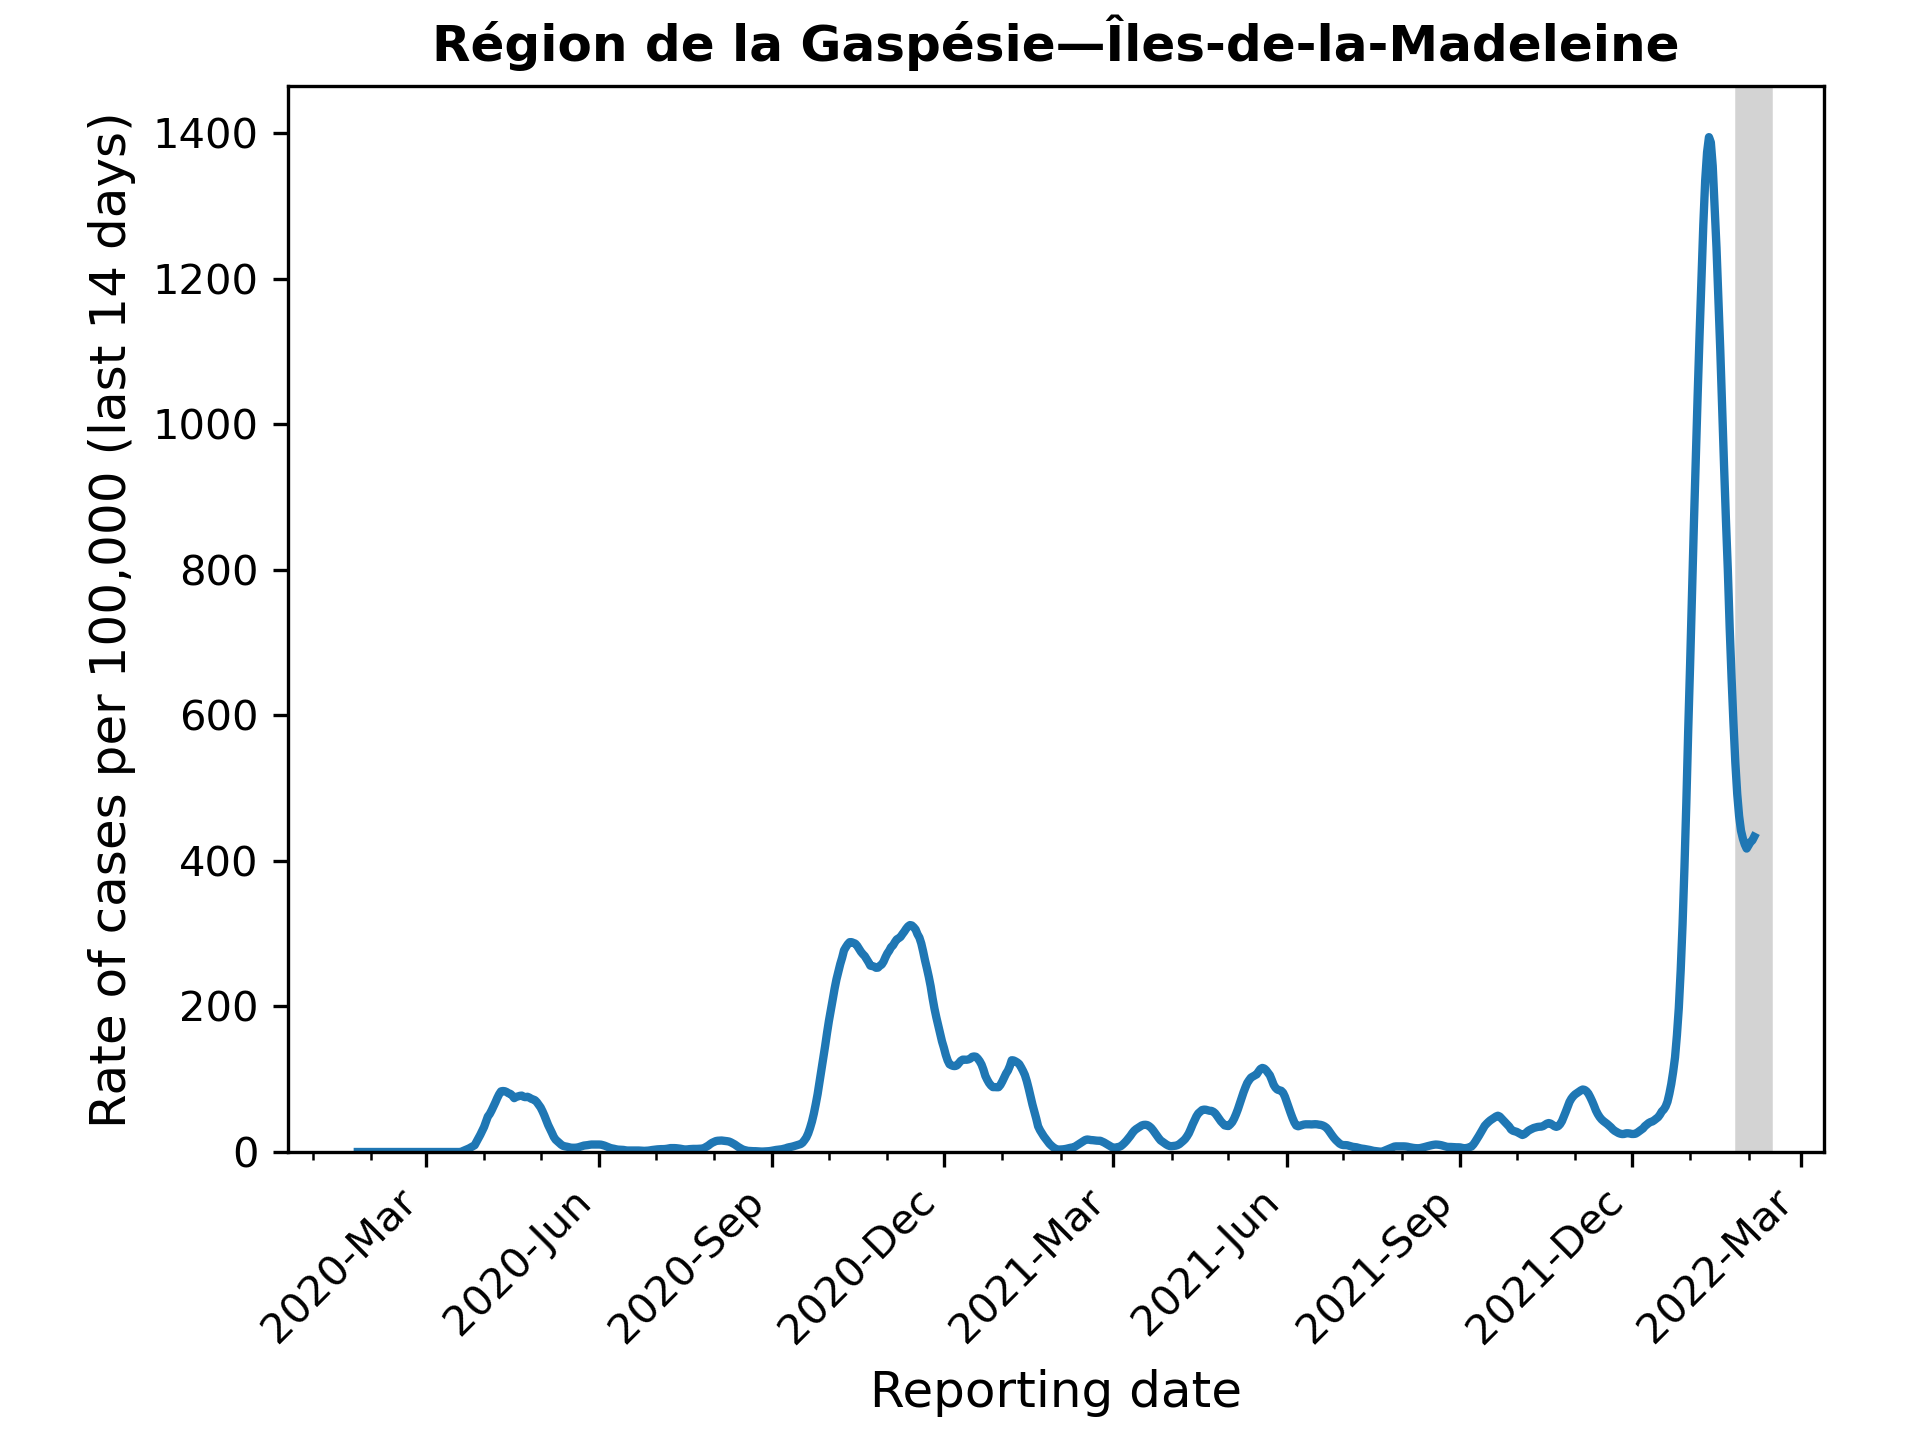 Région de la Gaspésie—Îles-de-la-Madeleine
Rate of cases per 100,000 (last 14 days)
1400
1200
1000
800
600
400
200
0
2020-Mar
2020-Jun
2020-Sep
2020-Dec
2021-Mar
2021-Jun
2021-Sep
2021-Dec
2022-Mar
Reporting date